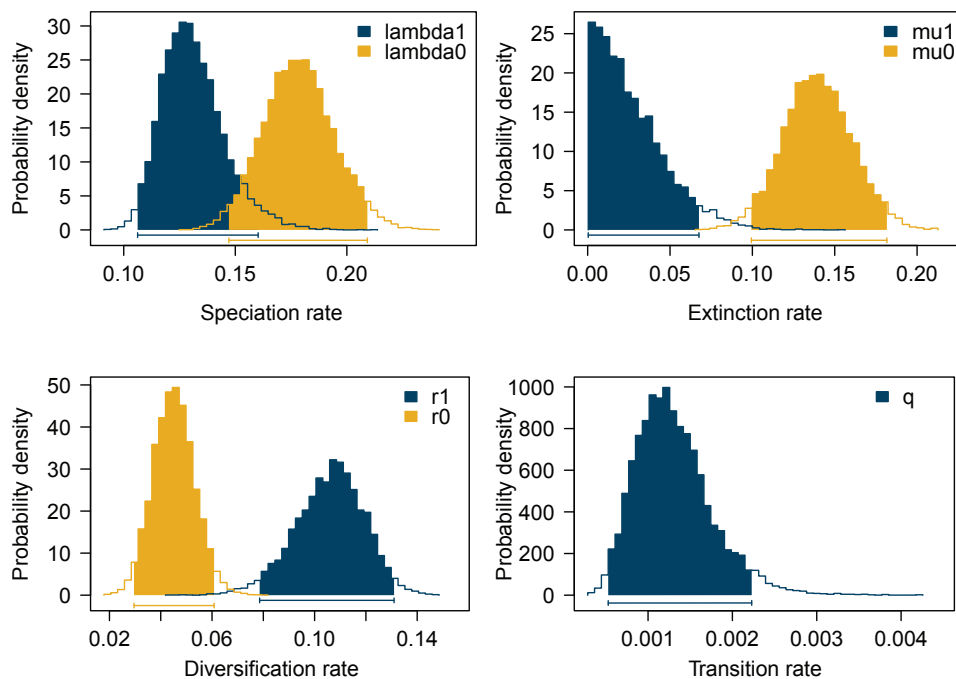 lambda1
lambda0
Probability density
30
25
20
15
10
5
0
0.10 0.15 0.20
Speciation rate
mu1
mu0
Probability density
25
20
15
10
5
0
0.00 0.05 0.10 0.15 0.20
Extinction rate
r1
r0
Probability density
50
40
30
20
10
0
0.02 0.06 0.10 0.14
Diversification rate
q
Probability density
1000
800
600
400
200
0
0.001 0.002 0.003 0.004
Transition rate